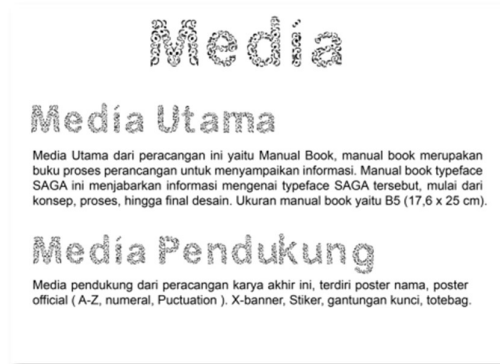 Media
Media Utama
Media Utama dari peracangan ini yaitu Manual Book, manual book merupakan
buku proses perancangan untuk menyampaikan informasi. Manual book typeface
SAGA ini menjabarkan informasi mengenai typeface SAGA tersebut, mulai dari
konsep, proses, hingga final desain. Ukuran manual book yaitu B5 (17,6 x 25 cm).
Media Pendukung
Media pendukung dari peracangan karya akhir ini, terdiri poster nama, poster
official ( A-Z, numeral, Puctuation ). X-banner, Stiker, gantungan kunci, totebag.